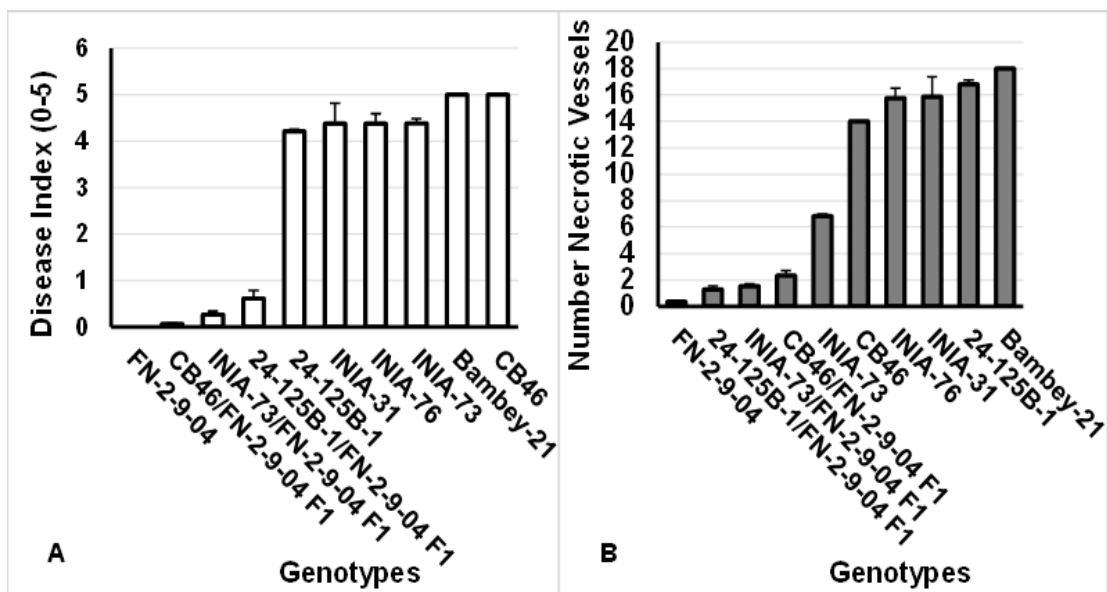 Disease Index (0-5)
6
5
4
3
2
1
0
FN-2-9-04
CB46/FN-2-9-04 F1
INIA-73/FN-2-9-04 F1
24-125B-1/FN-2-9-04 F1
24-125B-1
INIA-31
INIA-76
INIA-73
Bambey-21
CB46
A
Genotypes
Number Necrotic Vessels
20
18
16
14
12
10
8
6
4
2
0
FN-2-9-04
24-125B-1/FN-2-9-04 F1
INIA-73/FN-2-9-04 F1
CB46/FN-2-9-04 F1
INIA-73
CB46
INIA-76
INIA-31
24-125B-1
Bambey-21
B
Genotypes